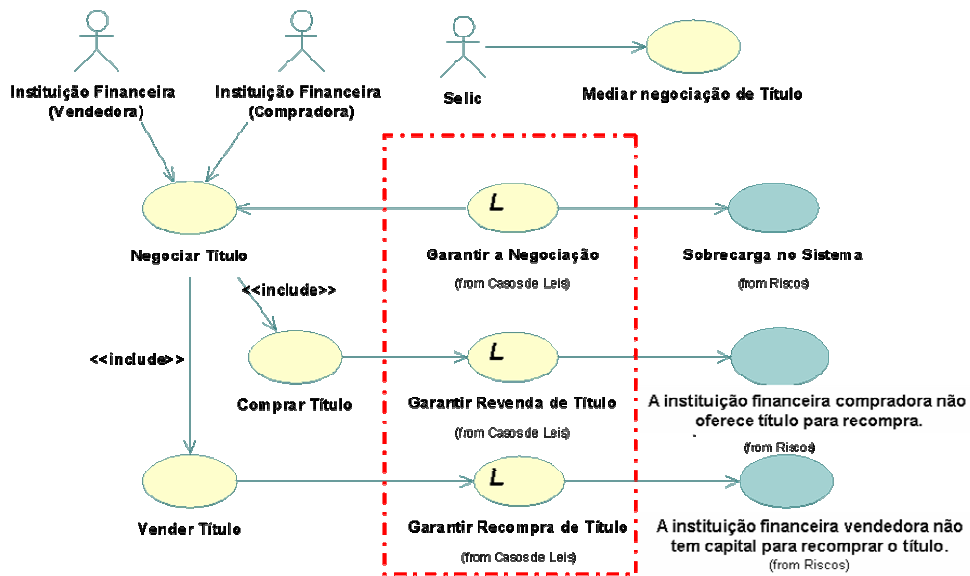 Instituição Financeira
(Vendedora)
Instituição Financeira
(Compradora)
Selic
Mediar negociação de Título
Negociar Título
L
Garantir a Negociação
(from Casos de Leis)
Sobrecarga no Sistema
(from Riscos)
<<include>>
<<include>>
Comprar Título
L
Garantir Revenda de Título
(from Casos de Leis)
A instituição financeira compradora não
oferece título para recompra.
(from Riscos)
Vender Título
L
Garantir Recompra de Título
(from Casos de Leis)
A instituição financeira vendedora não
tem capital para recomprar o título.
(from Riscos)